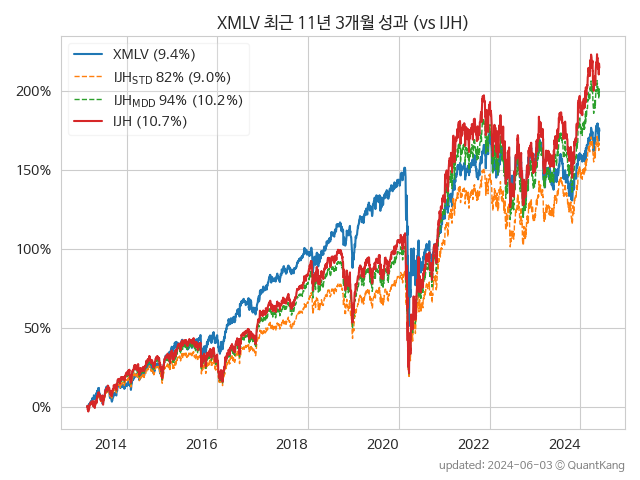 XMLV 최근 11년 3개월 성과 (vs IJH)
XMLV (9.4%)
IJH_STD 82% (9.0%)
IJH_MDD 94% (10.2%)
IJH (10.7%)
200%
150%
100%
50%
0%
2014 2016 2018 2020 2022 2024
updated: 2024-06-03 © QuantKang